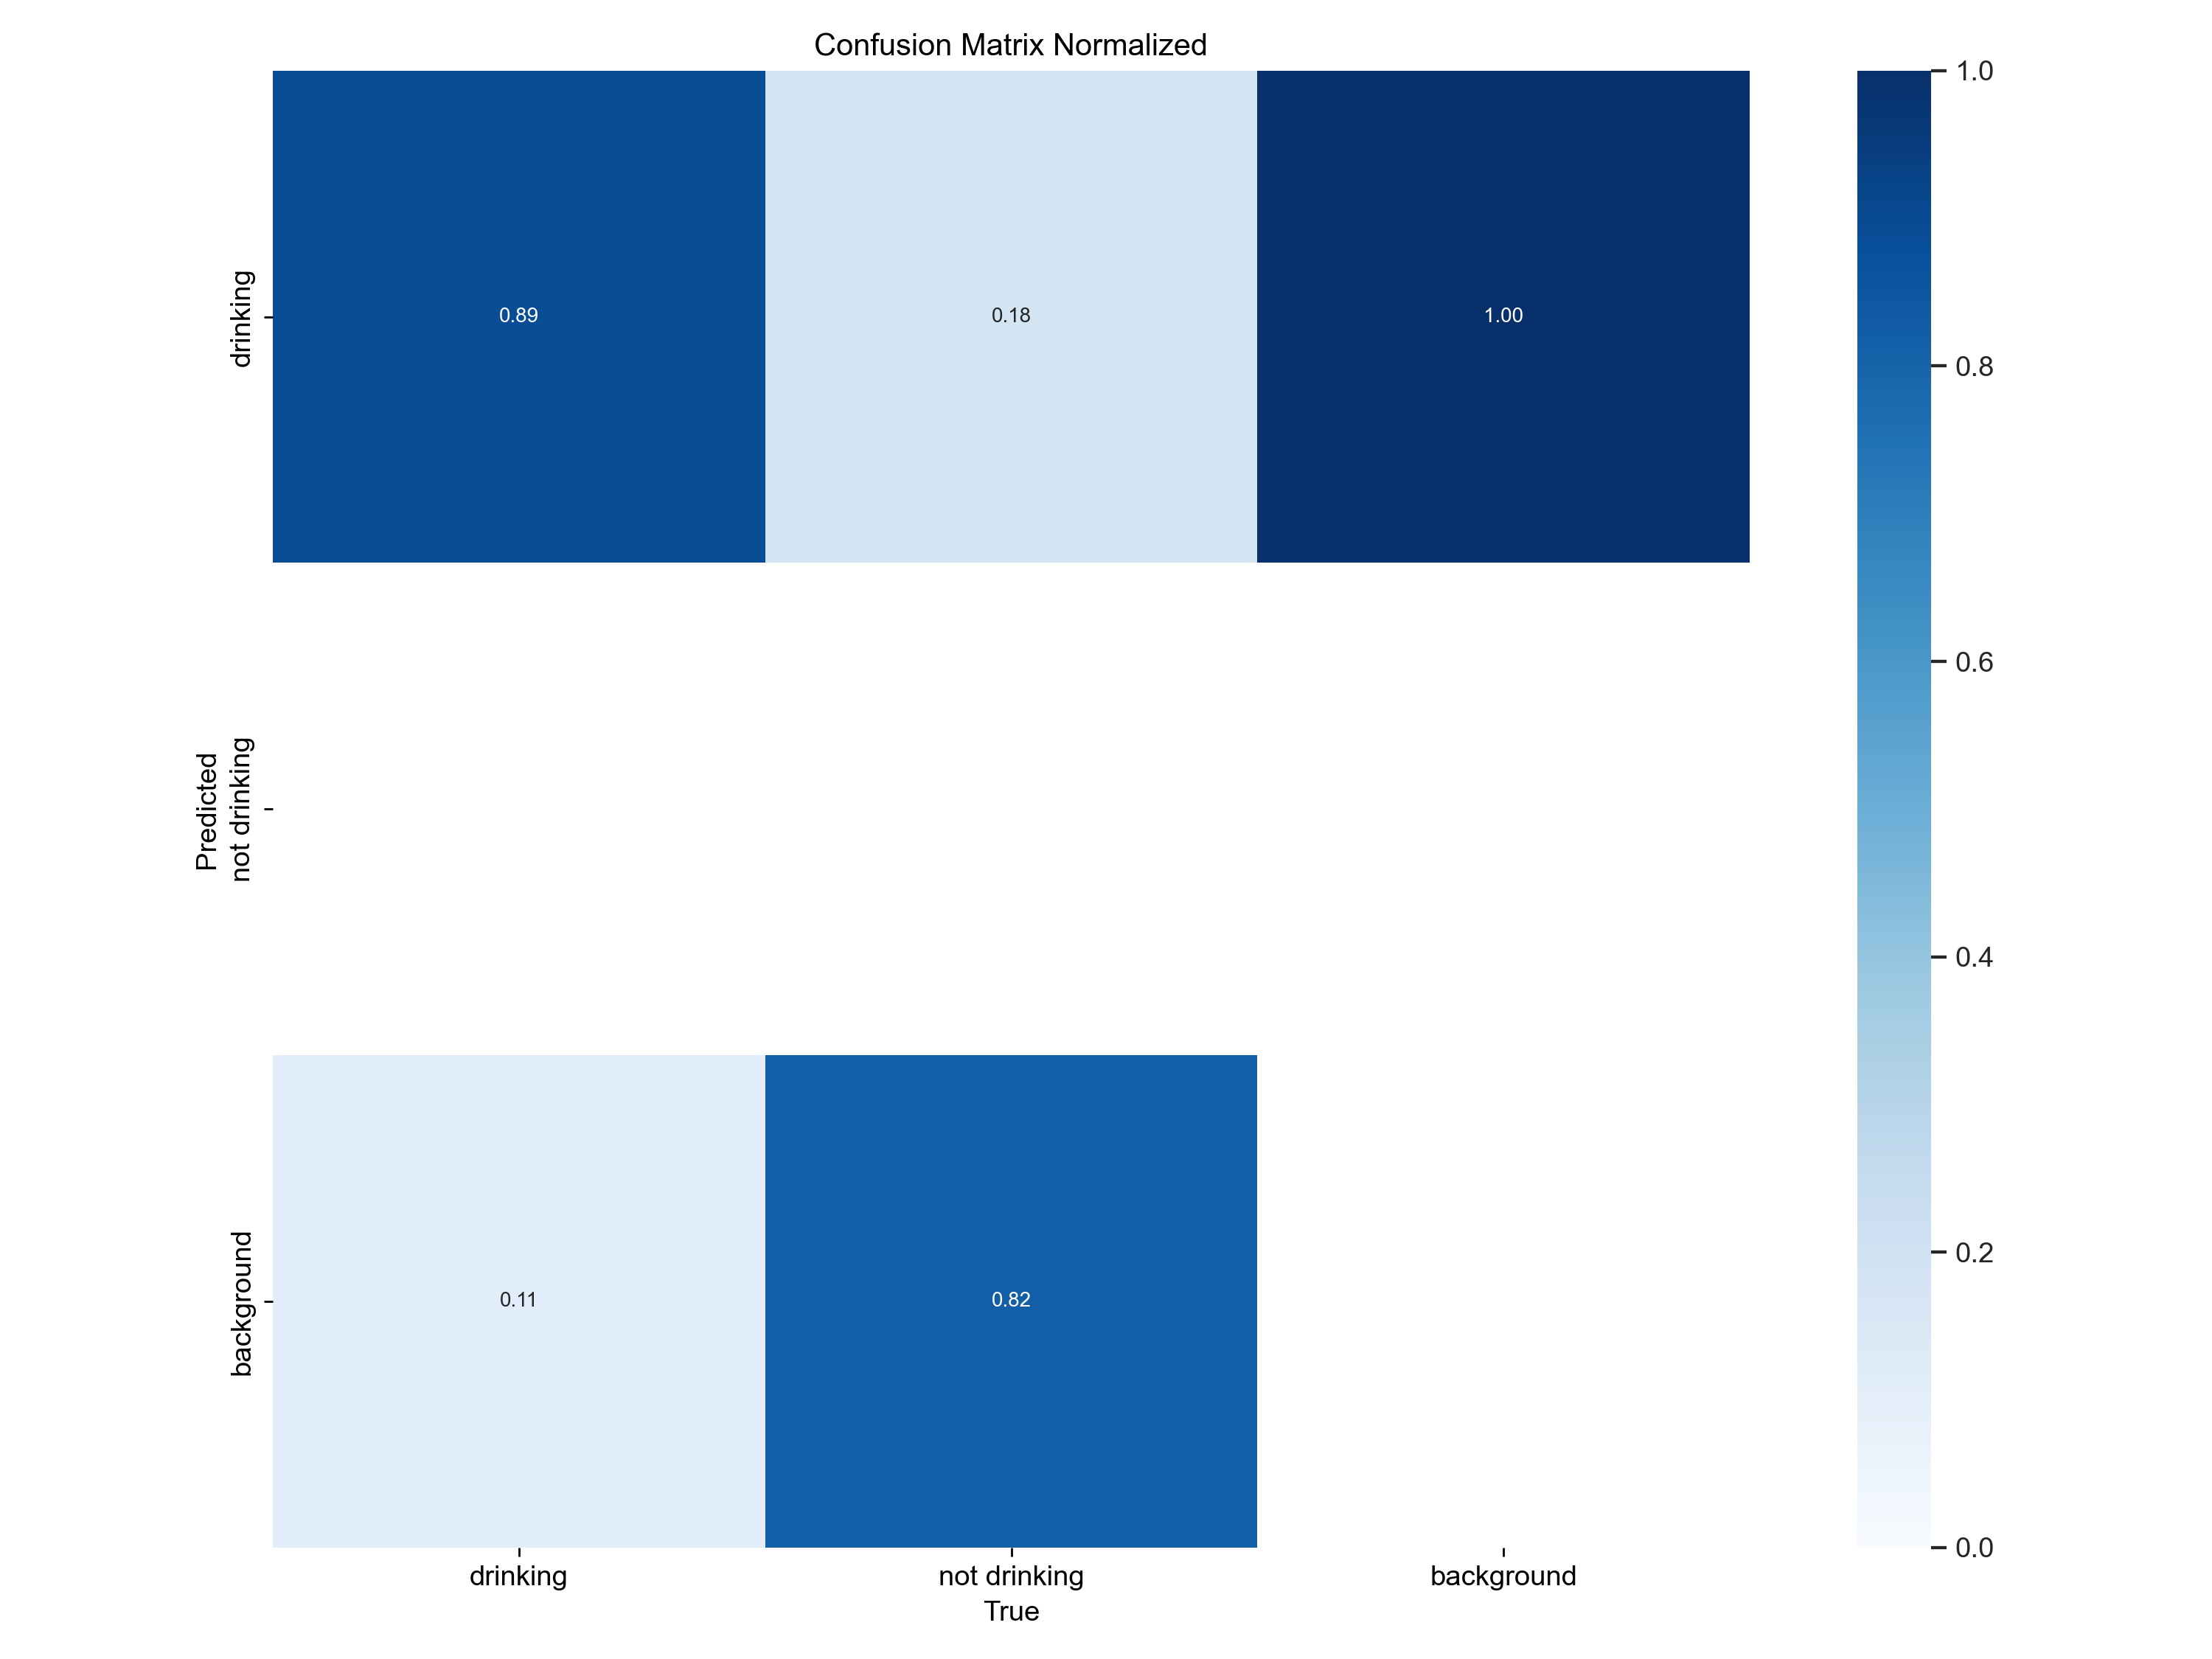 Confusion Matrix Normalized
drinking
0.89
0.18
1.00
Predicted
not drinking
background
0.11
0.82
drinking
not drinking
background
True
1.0
0.8
0.6
0.4
0.2
0.0